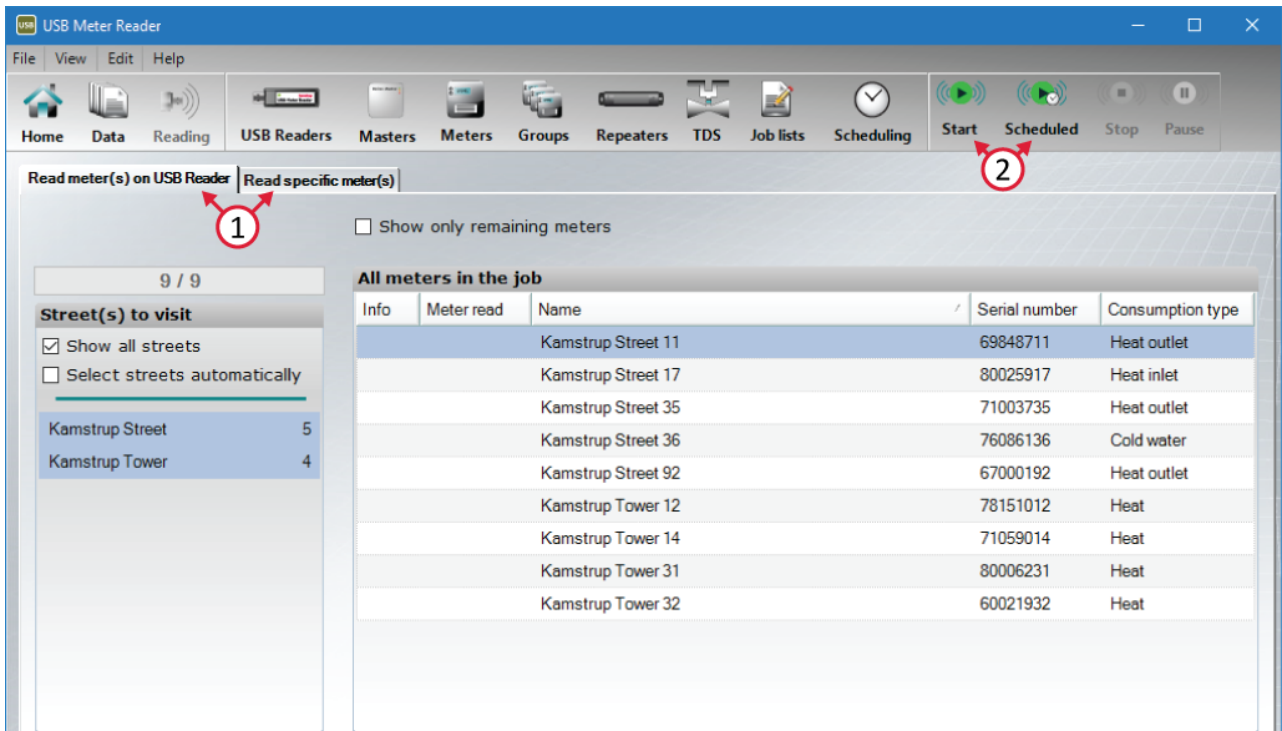 USB USB Meter Reader
File View Edit Help
Home Data Reading USB Readers Masters Meters Groups Repeaters TDS Job lists Scheduling Start Scheduled Stop Pause
2
Read meter(s) on USB Reader Read specific meter(s)
1
Show only remaining meters
9 / 9
All meters in the job
Street(s) to visit
Info Meter read Name Serial number Consumption type
Show all streets
Kamstrup Street 11 69848711 Heat outlet
Select streets automatically
Kamstrup Street 17 80025917 Heat inlet
Kamstrup Street 35 71003735 Heat outlet
Kamstrup Street 5
Kamstrup Street 36 76086136 Cold water
Kamstrup Tower 4
Kamstrup Street 92 67000192 Heat outlet
Kamstrup Tower 12 78151012 Heat
Kamstrup Tower 14 71059014 Heat
Kamstrup Tower 31 80006231 Heat
Kamstrup Tower 32 60021932 Heat